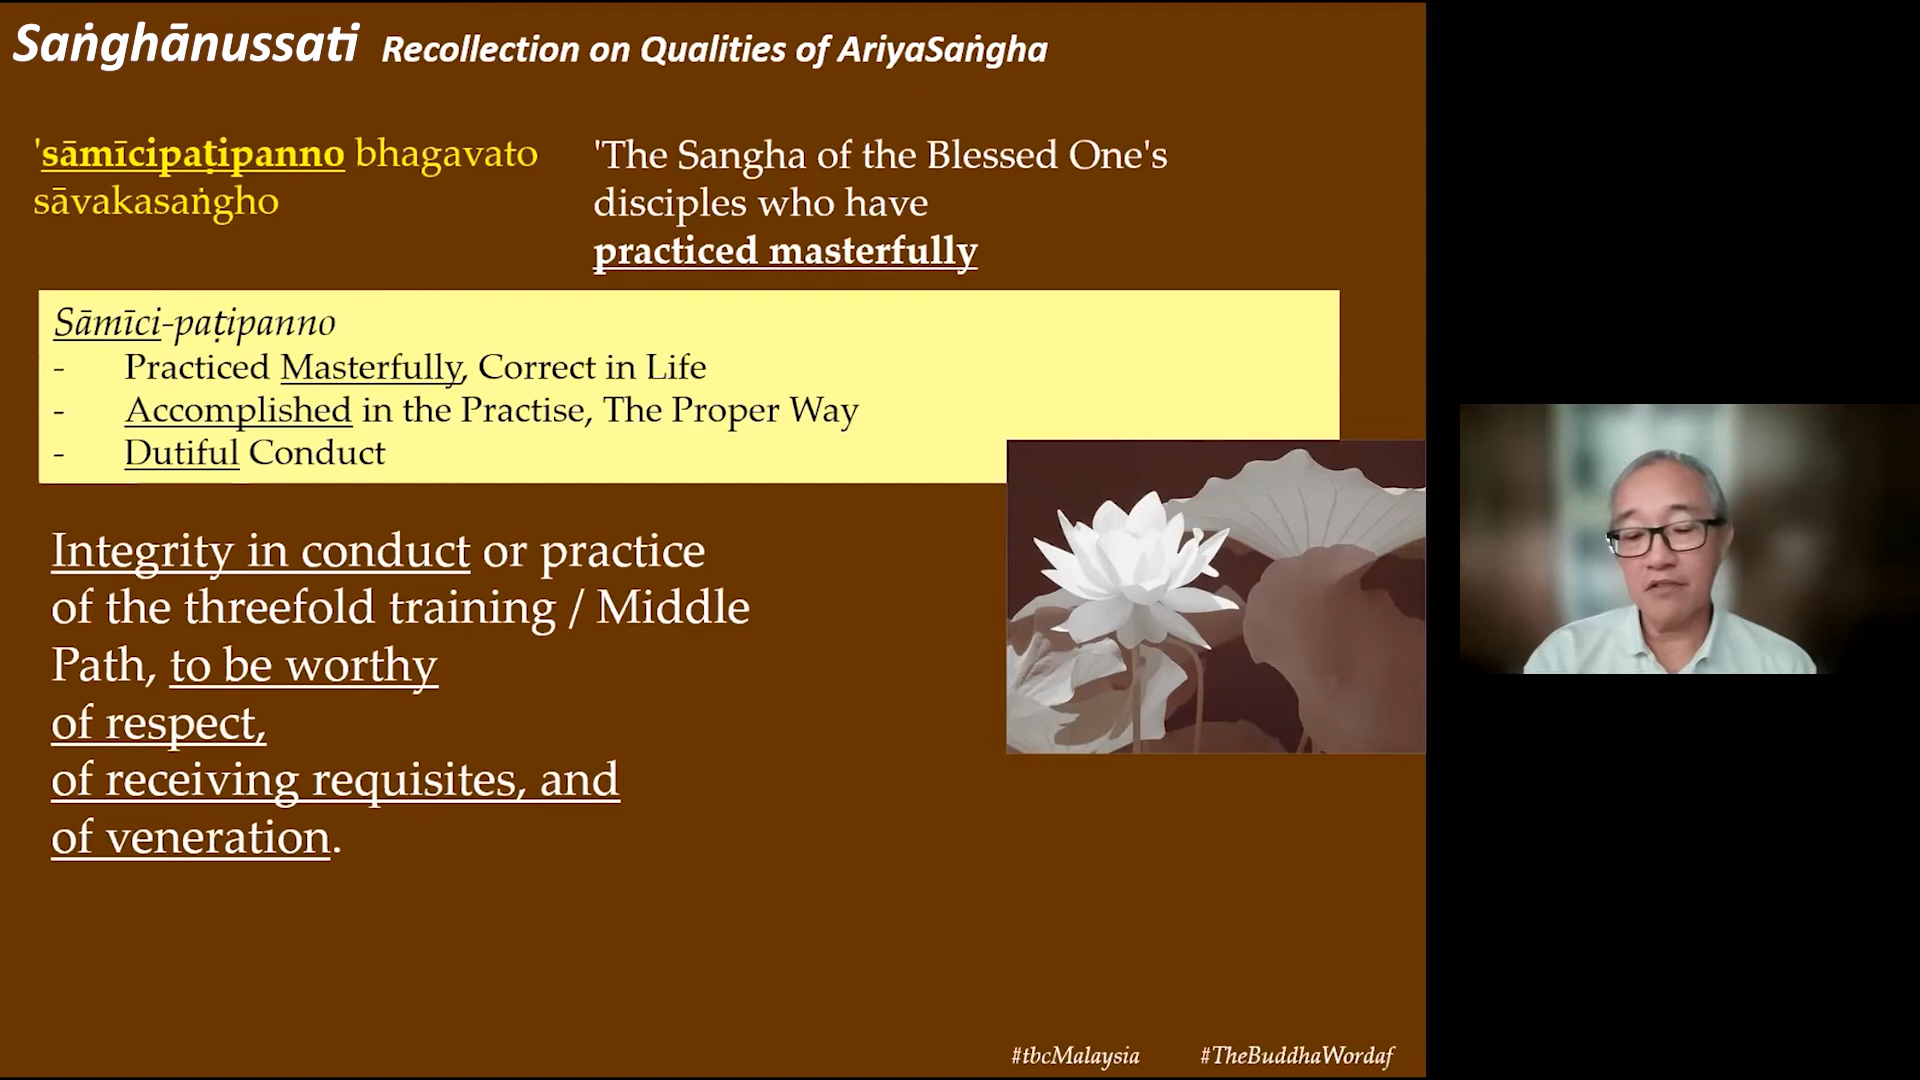 Saṅghānussati Recollection on Qualities of AriyaSaṅgha
'sāmīcipaṭipanno bhagavato
sāvakasaṅgho
'The Sangha of the Blessed One's
disciples who have
practiced masterfully
Sāmīci-paṭipanno
- Practiced Masterfully, Correct in Life
- Accomplished in the Practise, The Proper Way
- Dutiful Conduct
Integrity in conduct or practice
of the threefold training / Middle
Path, to be worthy
of respect,
of receiving requisites, and
of veneration.
#tbcMalaysia #TheBuddhaWordaf